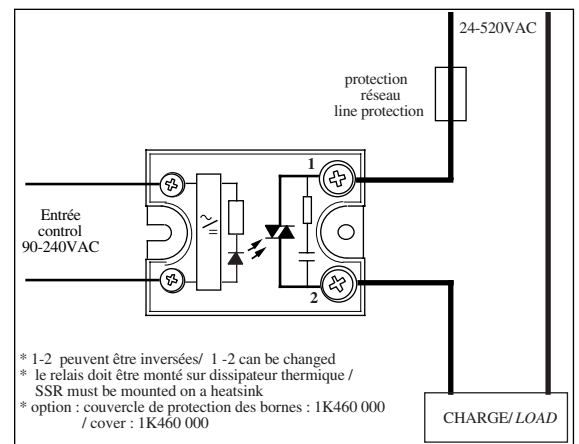 24-520VAC
protection
réseau
line protection
1
Entrée
control
90-240VAC
~/=
2
* 1-2 peuvent être inversées/ 1 -2 can be changed
* le relais doit être monté sur dissipateur thermique /
SSR must be mounted on a heatsink
* option : couvercle de protection des bornes : 1K460 000
/ cover : 1K460 000
CHARGE/ LOAD